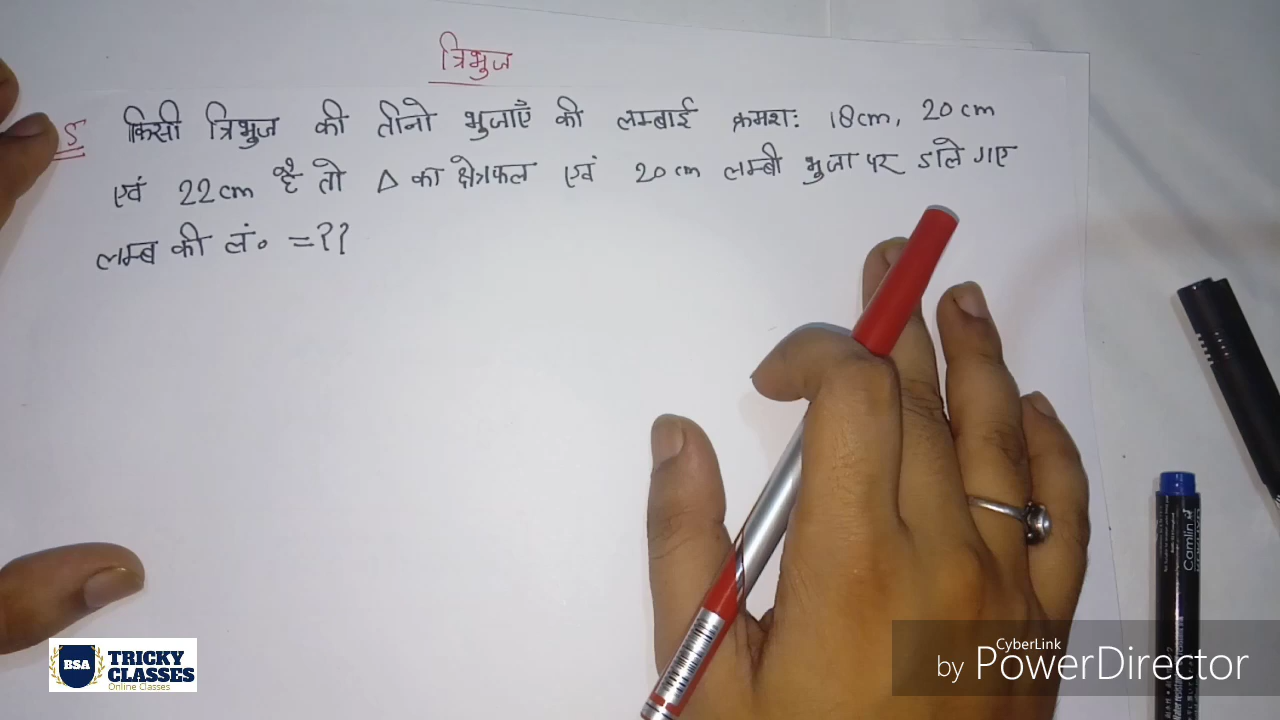 त्रिभुज
5 किसी त्रिभुज की तीनो भुजाएँ की लम्बाई क्रमशः 18cm, 20cm
एवं 22cm है तो Δ का क्षेत्रफल एवं 20cm लम्बी भुजा पर डाले गए
लम्ब की लं॰ =??
Camlin
BSA TRICKY
CLASSES
Online Classes
CyberLink
by PowerDirector